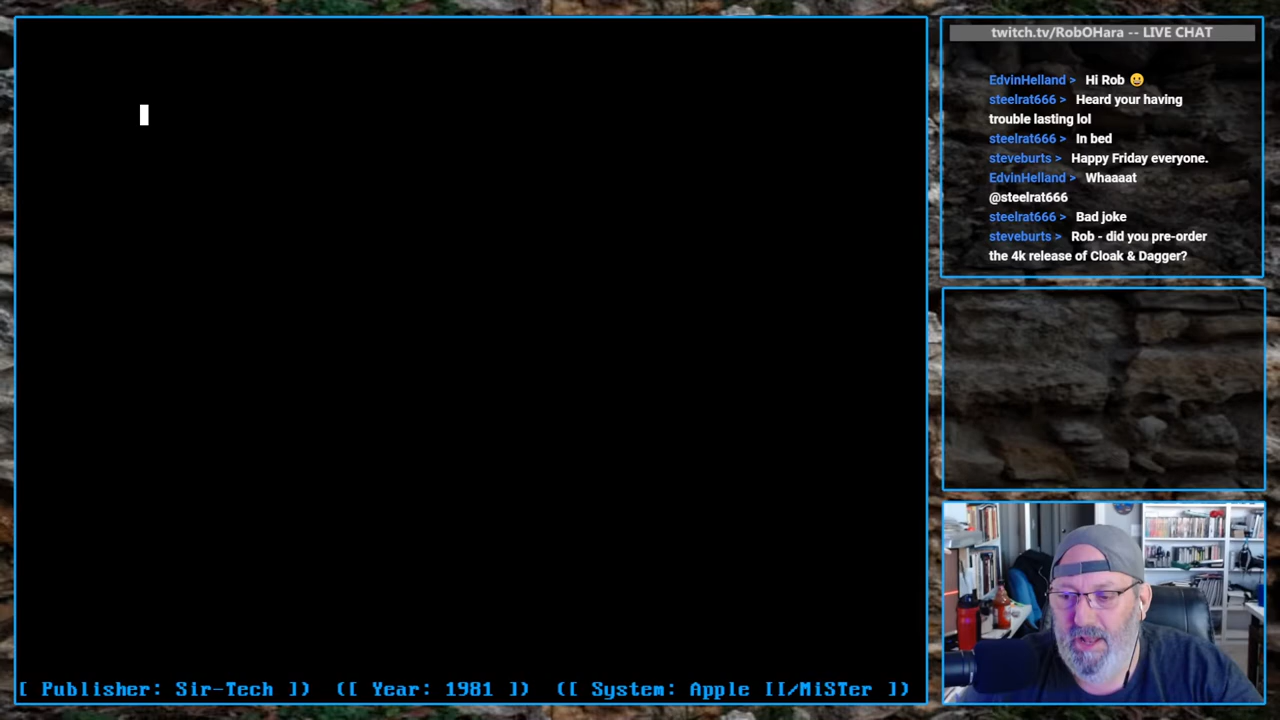 twitch.tv/RobOHara -- LIVE CHAT
EdvinHelland > Hi Rob 😀
steelrat666 > Heard your having
trouble lasting lol
steelrat666 > In bed
steveburts > Happy Friday everyone.
EdvinHelland > Whaaaat
@steelrat666
steelrat666 > Bad joke
steveburts > Rob - did you pre-order
the 4k release of Cloak & Dagger?
[ Publisher: Sir-Tech ]) ([ Year: 1981 ]) ([ System: Apple ][/MiSTer ])